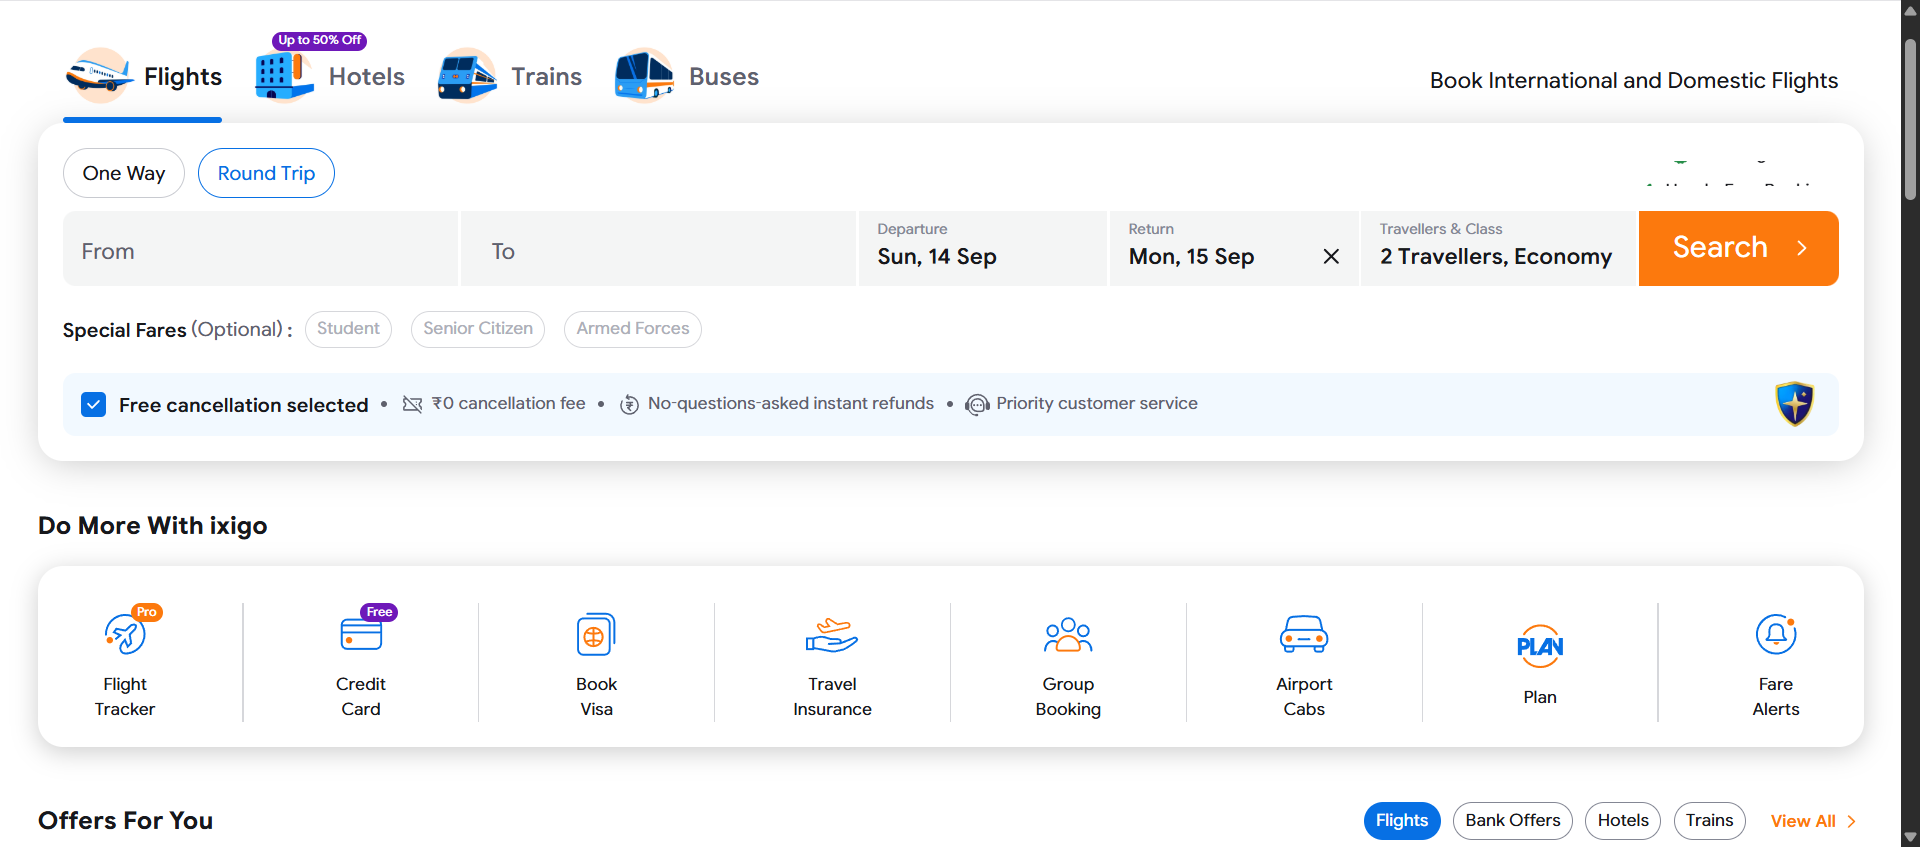 Up to 50% Off
Flights
Hotels
Trains
Buses
Book International and Domestic Flights
One Way
Round Trip
From
To
Departure
Sun, 14 Sep
Return
Mon, 15 Sep
Travellers & Class
2 Travellers, Economy
Search
Special Fares (Optional) :
Student
Senior Citizen
Armed Forces
Free cancellation selected • ₹0 cancellation fee • No-questions-asked instant refunds • Priority customer service
Do More With ixigo
Pro
Flight
Tracker
Free
Credit
Card
Book
Visa
Travel
Insurance
Group
Booking
Airport
Cabs
PLAN
Plan
Fare
Alerts
Offers For You
Flights
Bank Offers
Hotels
Trains
View All